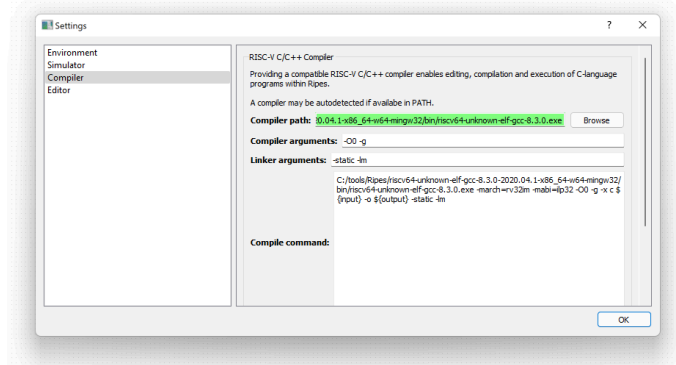 Settings
?
Environment
Simulator
Compiler
Editor
RISC-V C/C++ Compiler
Providing a compatible RISC-V C/C++ compiler enables editing, compilation and execution of C-language
programs within Ripes.
A compiler may be autodetected if availabe in PATH.
Compiler path: !0.04.1-x86_64-w64-mingw32/bin/riscv64-unknown-elf-gcc-8.3.0.exe Browse
Compiler arguments: -O0 -g
Linker arguments: -static -lm
C:/tools/Ripes/riscv64-unknown-elf-gcc-8.3.0-2020.04.1-x86_64-w64-mingw32/
bin/riscv64-unknown-elf-gcc-8.3.0.exe -march=rv32im -mabi=ilp32 -O0 -g -x c $
{input} -o ${output} -static -lm
Compile command:
OK